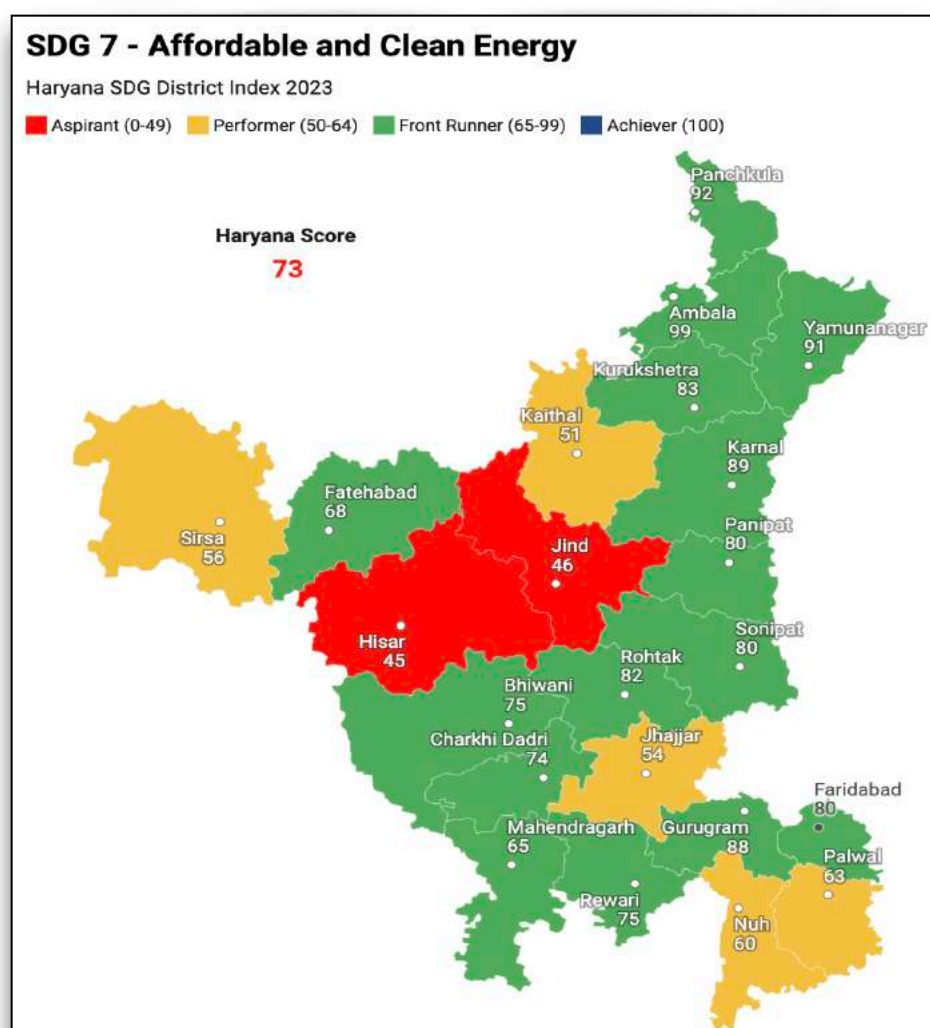 SDG 7 - Affordable and Clean Energy
Haryana SDG District Index 2023
Aspirant (0-49) Performer (50-64) Front Runner (65-99) Achiever (100)
Panchkula
92
Haryana Score
73
Ambala
99
Yamunanagar
91
Kurukshetra
83
Kaithal
51
Karnal
89
Fatehabad
68
Sirsa
56
Panipat
80
Jind
46
Hisar
45
Sonipat
80
Rohtak
82
Bhiwani
75
Charkhi Dadri
74
Jhajjar
54
Faridabad
80
Mahendragarh
65
Gurugram
88
Palwal
63
Rewari
75
Nuh
60